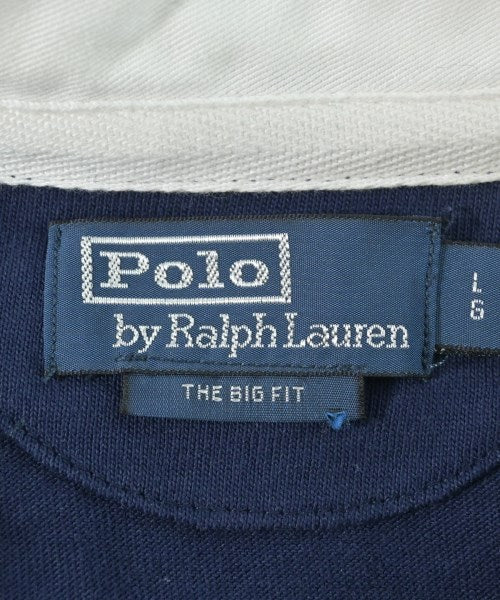 Polo
by Ralph Lauren
THE BIG FIT
L
G